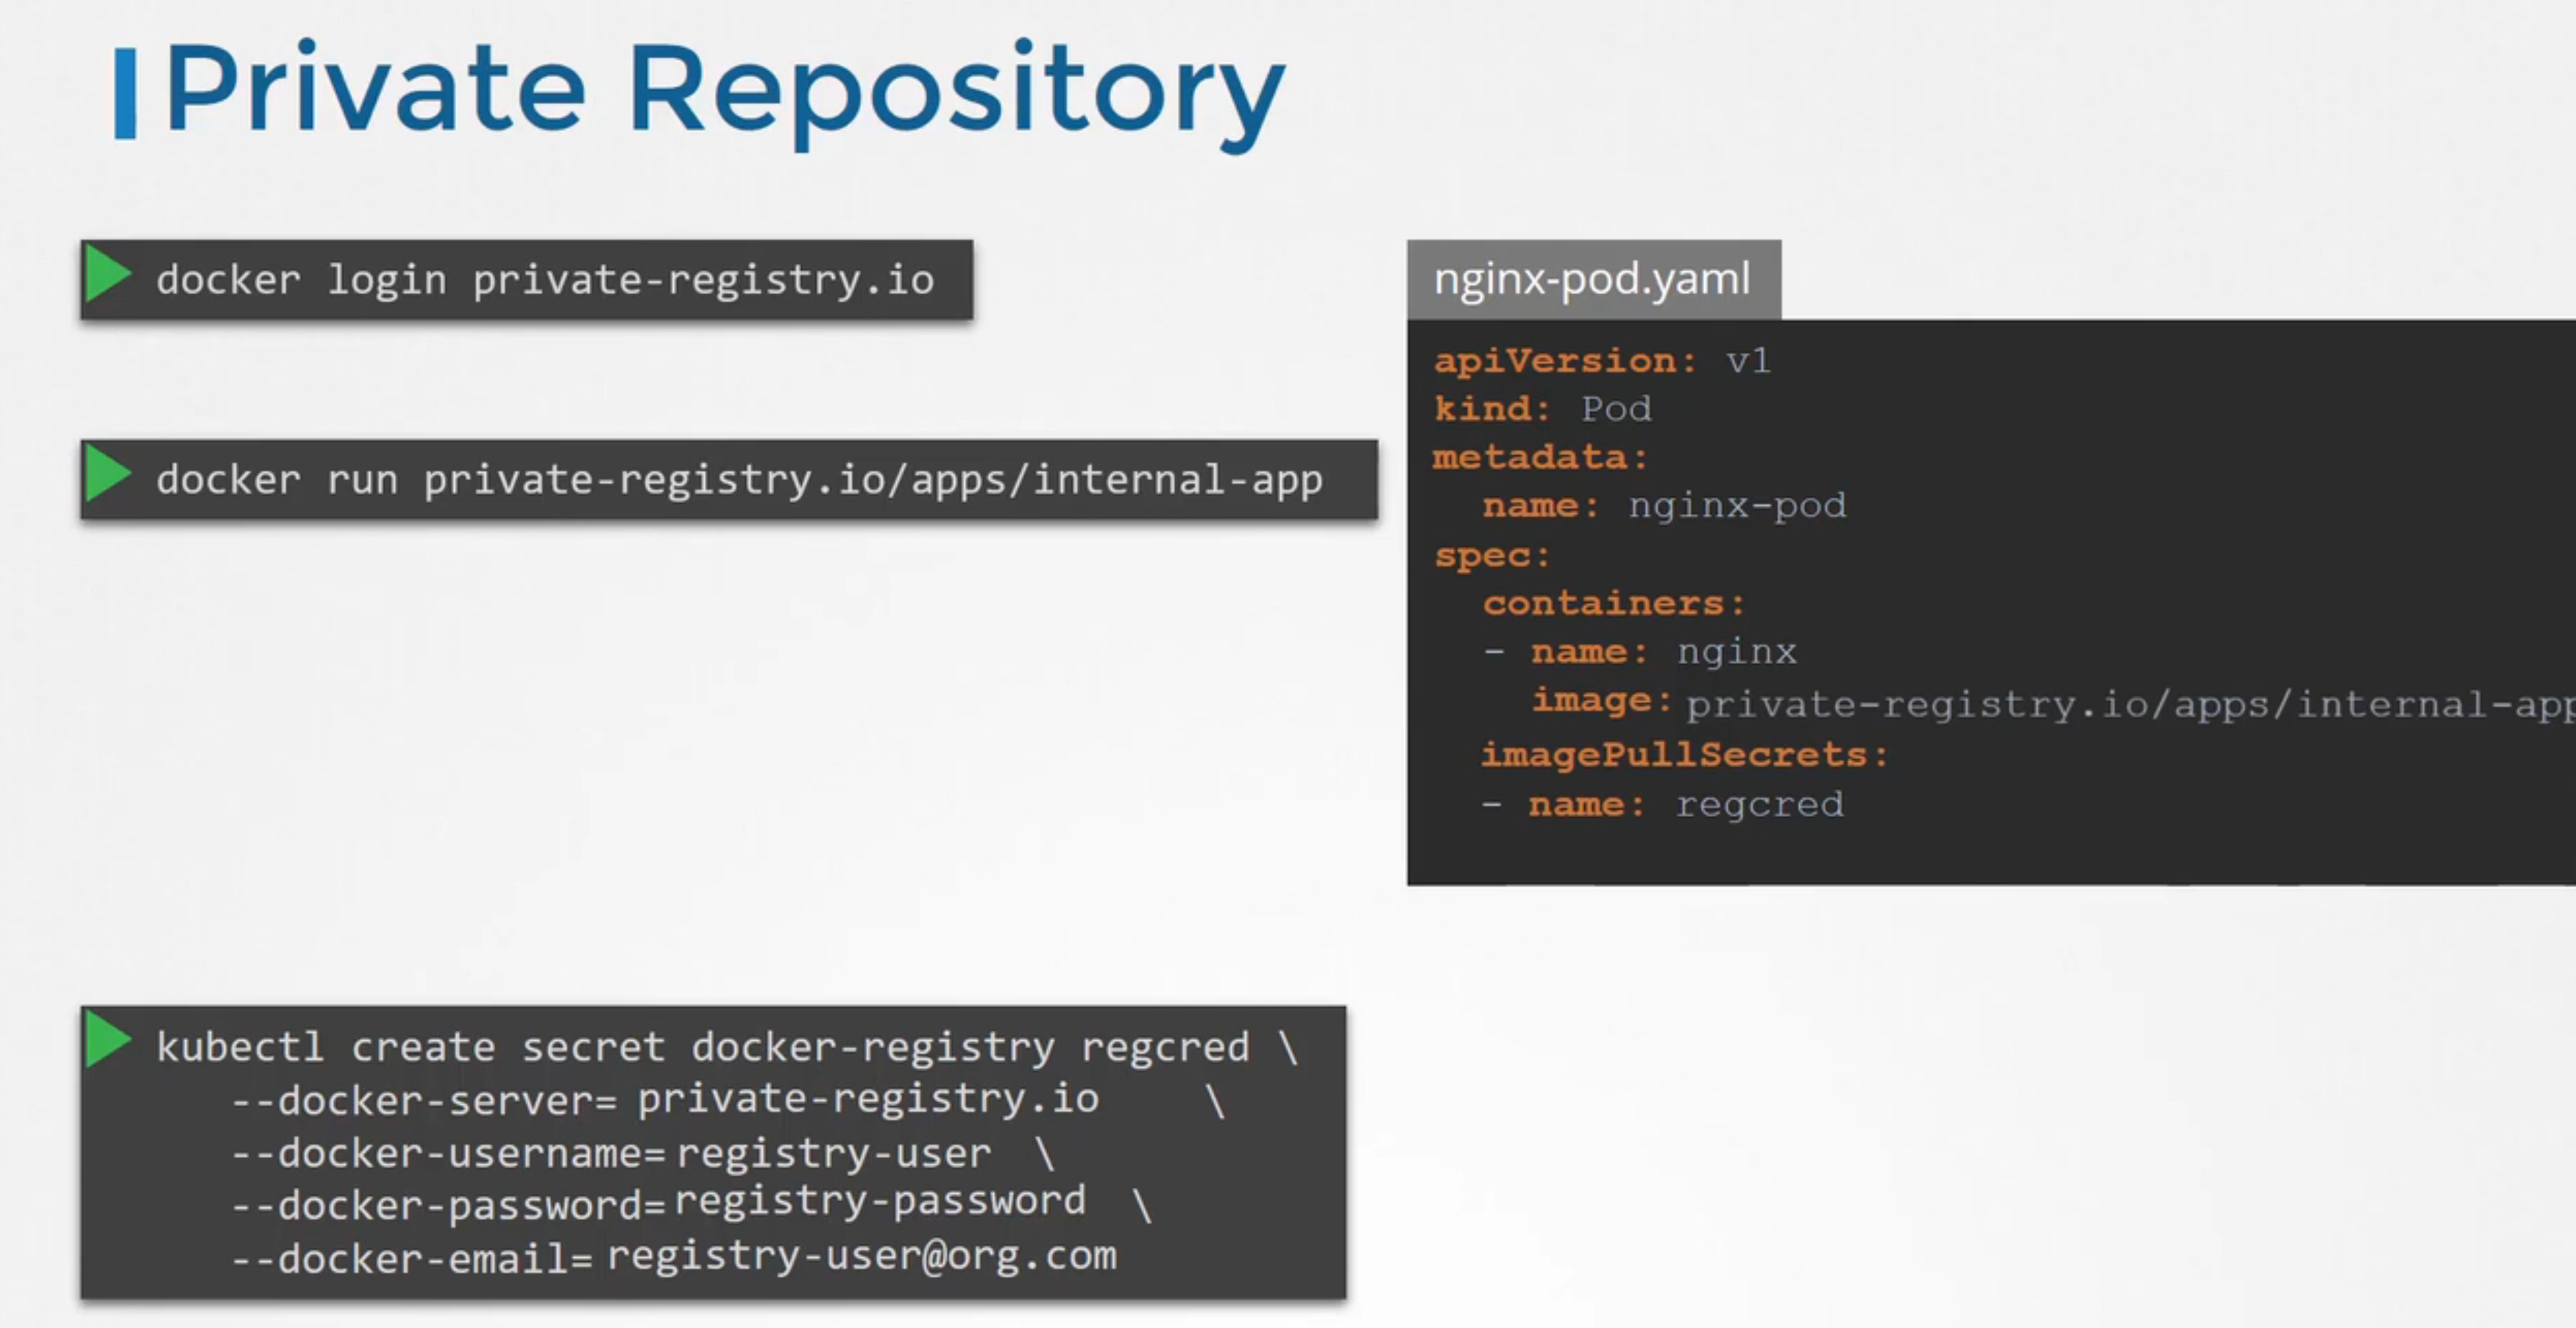 Private Repository
docker login private-registry.io
docker run private-registry.io/apps/internal-app
nginx-pod.yaml
apiVersion: v1
kind: Pod
metadata:
  name: nginx-pod
spec:
  containers:
  - name: nginx
    image: private-registry.io/apps/internal-app
  imagePullSecrets:
  - name: regcred
kubectl create secret docker-registry regcred \
--docker-server= private-registry.io \
--docker-username= registry-user \
--docker-password= registry-password \
--docker-email= registry-user@org.com